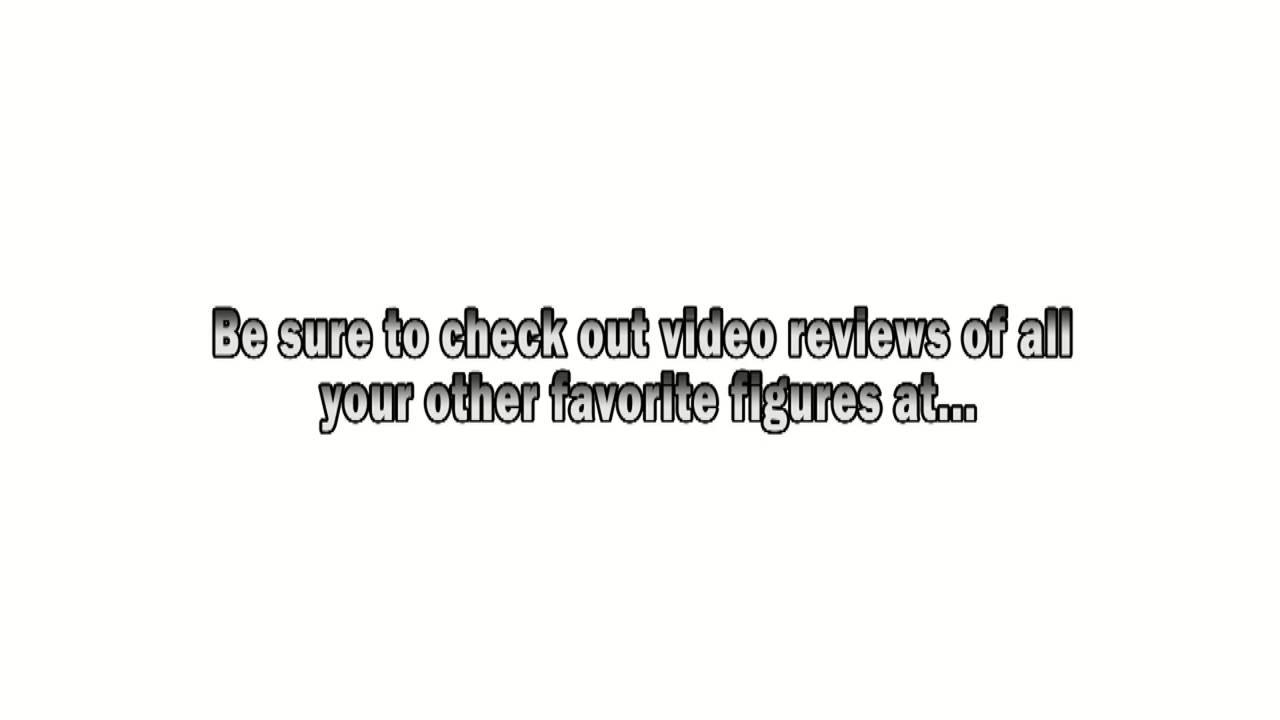 Be sure to check out video reviews of all
your other favorite figures at...